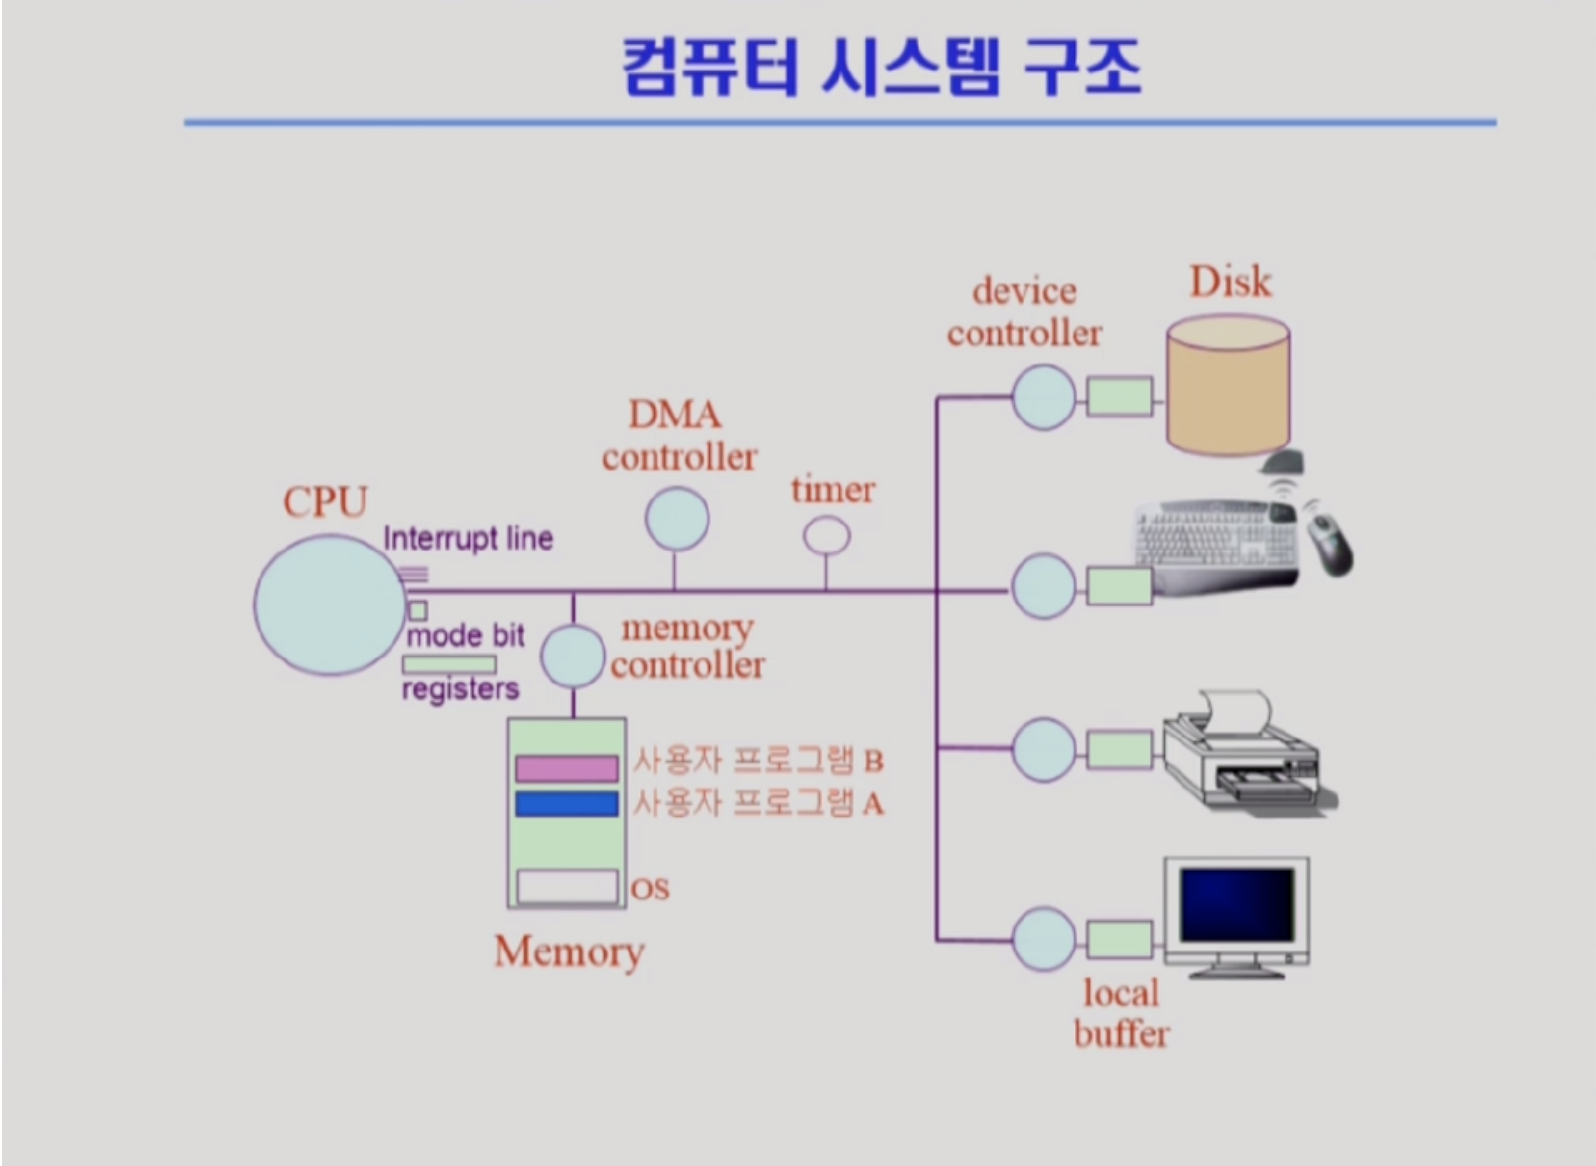 컴퓨터 시스템 구조
Disk
device
controller
DMA
controller
timer
CPU
Interrupt line
mode bit
registers
memory
controller
사용자 프로그램 B
사용자 프로그램 A
OS
Memory
local
buffer